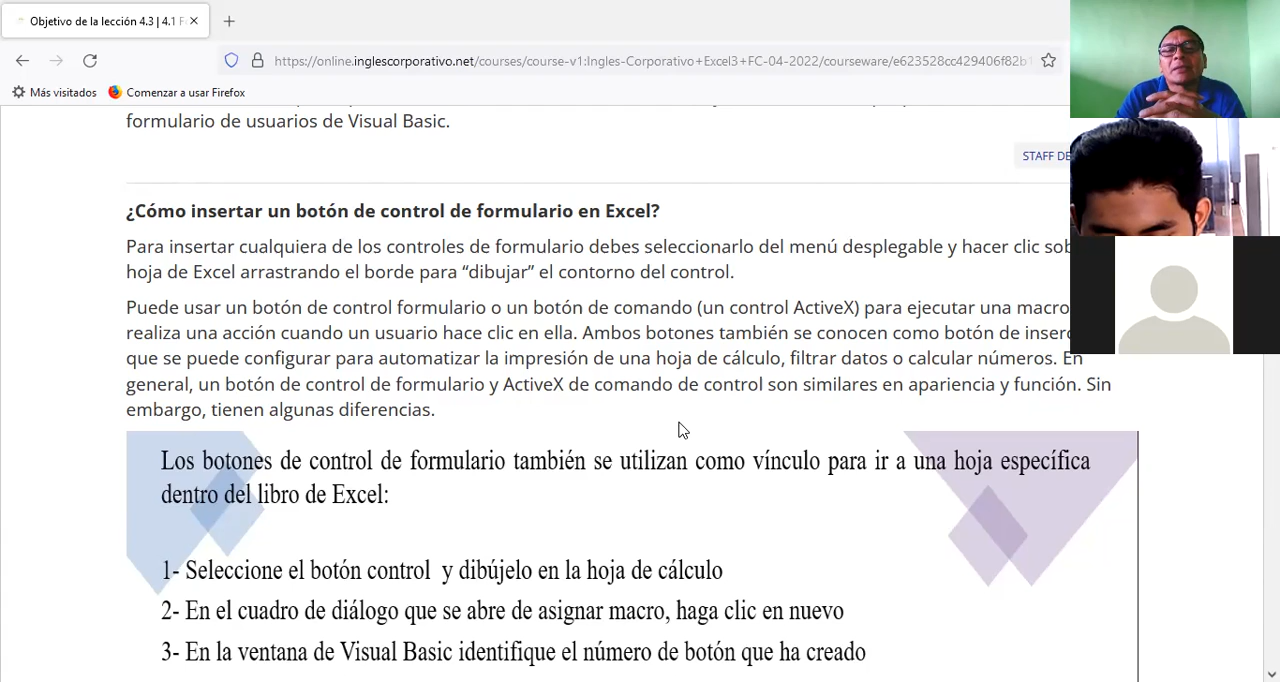 Objetivo de la lección 4.3 | 4.1 F
https://online.inglescorporativo.net/courses/course-v1:Ingles-Corporativo+Excel3+FC-04-2022/courseware/e623528cc429406f82b1
Más visitados Comenzar a usar Firefox
formulario de usuarios de Visual Basic.
STAFF DE
¿Cómo insertar un botón de control de formulario en Excel?
Para insertar cualquiera de los controles de formulario debes seleccionarlo del menú desplegable y hacer clic sob
hoja de Excel arrastrando el borde para “dibujar” el contorno del control.
Puede usar un botón de control formulario o un botón de comando (un control ActiveX) para ejecutar una macro
realiza una acción cuando un usuario hace clic en ella. Ambos botones también se conocen como botón de inserc
que se puede configurar para automatizar la impresión de una hoja de cálculo, filtrar datos o calcular números. En
general, un botón de control de formulario y ActiveX de comando de control son similares en apariencia y función. Sin
embargo, tienen algunas diferencias.
Los botones de control de formulario también se utilizan como vínculo para ir a una hoja específica
dentro del libro de Excel:
1- Seleccione el botón control y dibújelo en la hoja de cálculo
2- En el cuadro de diálogo que se abre de asignar macro, haga clic en nuevo
3- En la ventana de Visual Basic identifique el número de botón que ha creado